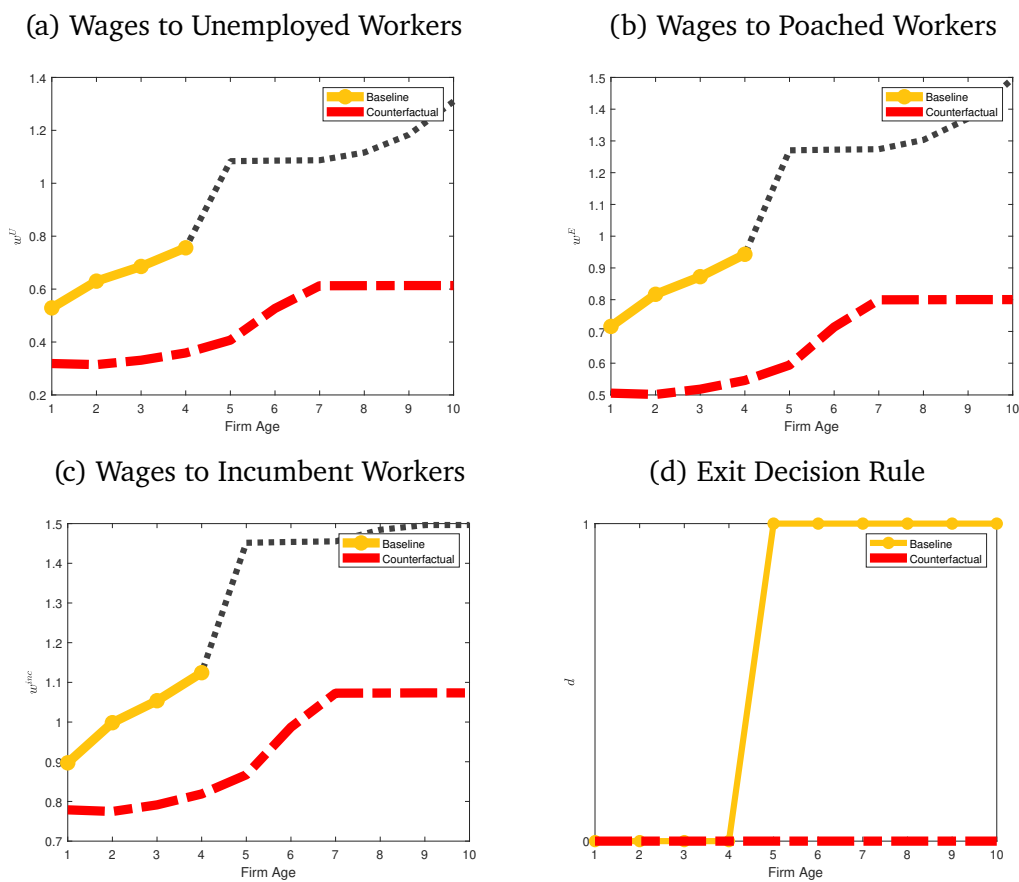 (a) Wages to Unemployed Workers
1.4
1.2
1
0.8
0.6
0.4
0.2
w^U
Baseline
Counterfactual
1 2 3 4 5 6 7 8 9 10
Firm Age
(b) Wages to Poached Workers
1.5
1.4
1.3
1.2
1.1
1
0.9
0.8
0.7
0.6
0.5
w^E
Baseline
Counterfactual
1 2 3 4 5 6 7 8 9 10
Firm Age
(c) Wages to Incumbent Workers
1.5
1.4
1.3
1.2
1.1
1
0.9
0.8
0.7
w^inc
Baseline
Counterfactual
1 2 3 4 5 6 7 8 9 10
Firm Age
(d) Exit Decision Rule
1
0
d
Baseline
Counterfactual
1 2 3 4 5 6 7 8 9 10
Firm Age